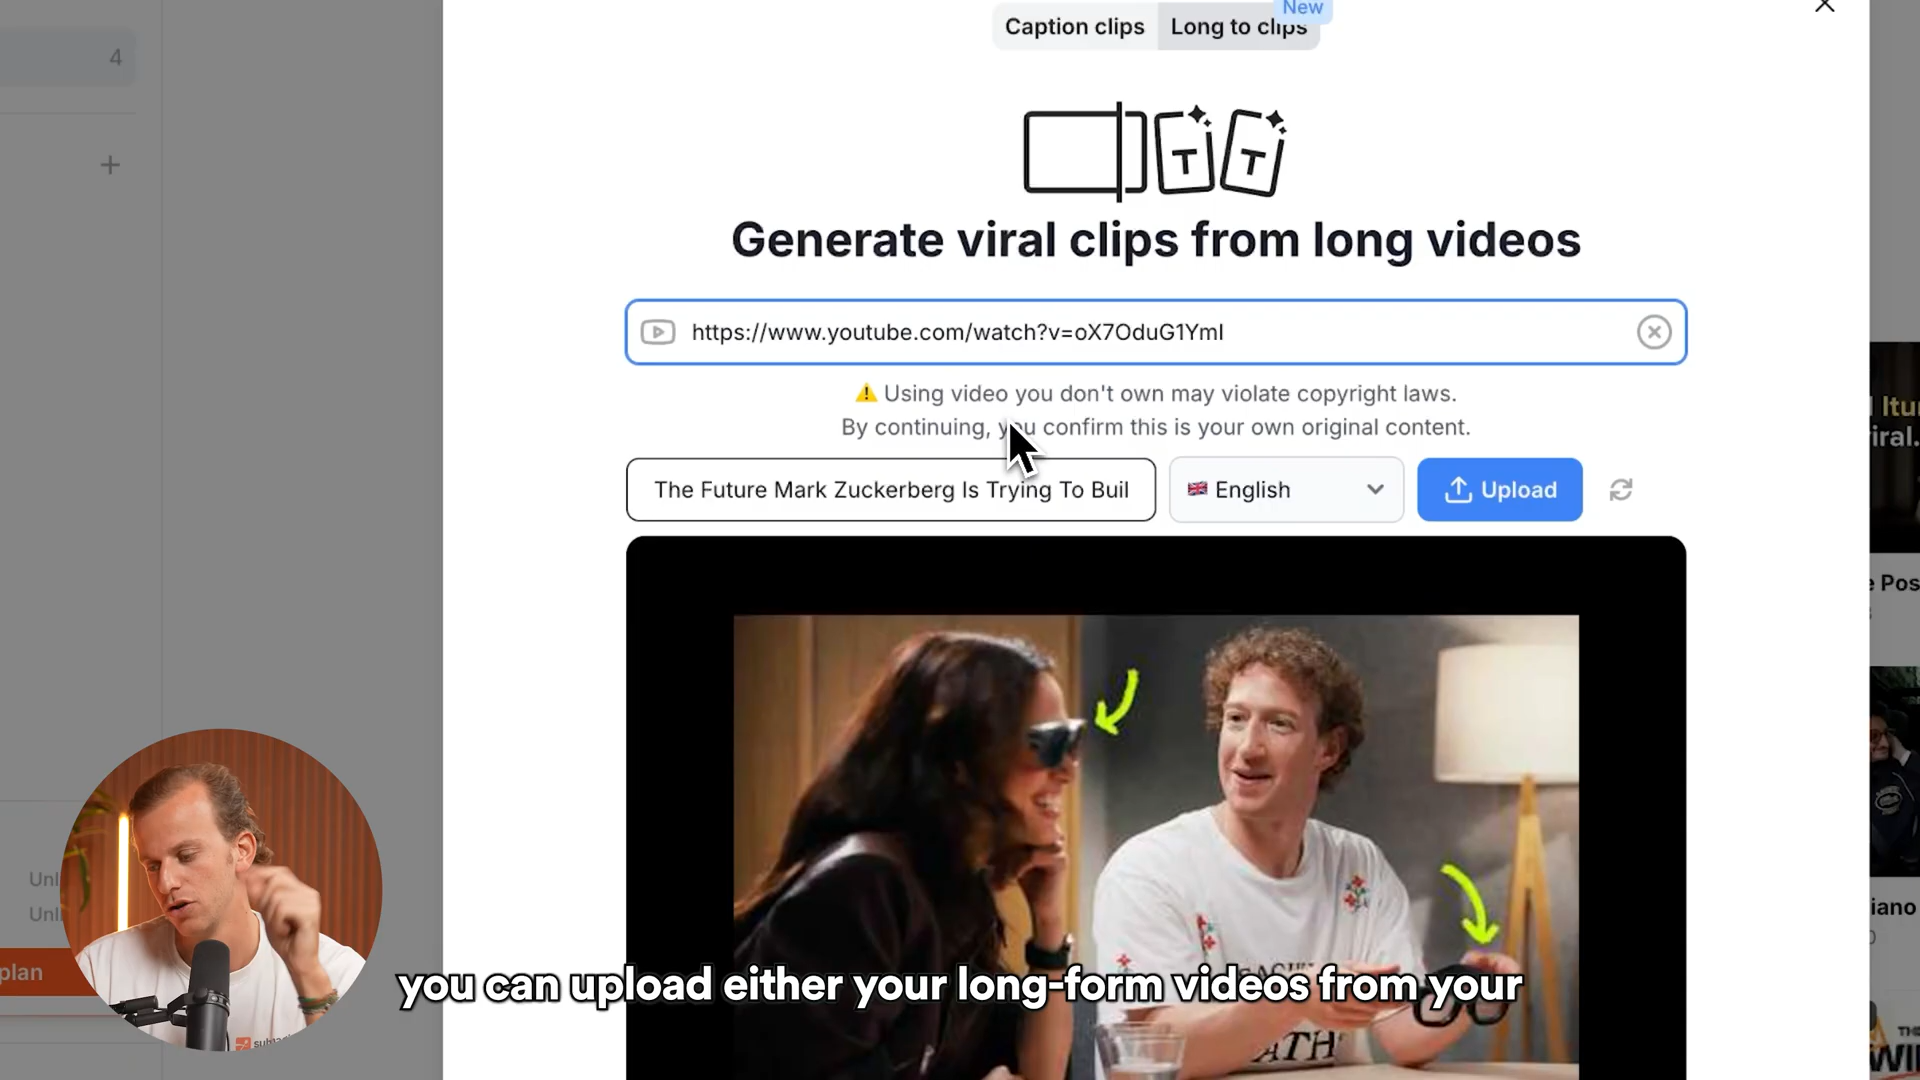 New
Caption clips
Long to clips
4
T T
Generate viral clips from long videos
https://www.youtube.com/watch?v=oX7OduG1YmI
⚠️ Using video you don't own may violate copyright laws.
By continuing, you confirm this is your own original content.
The Future Mark Zuckerberg Is Trying To Buil
English
Upload
iral.
e Pos
iano
plan
you can upload either your long-form videos from your